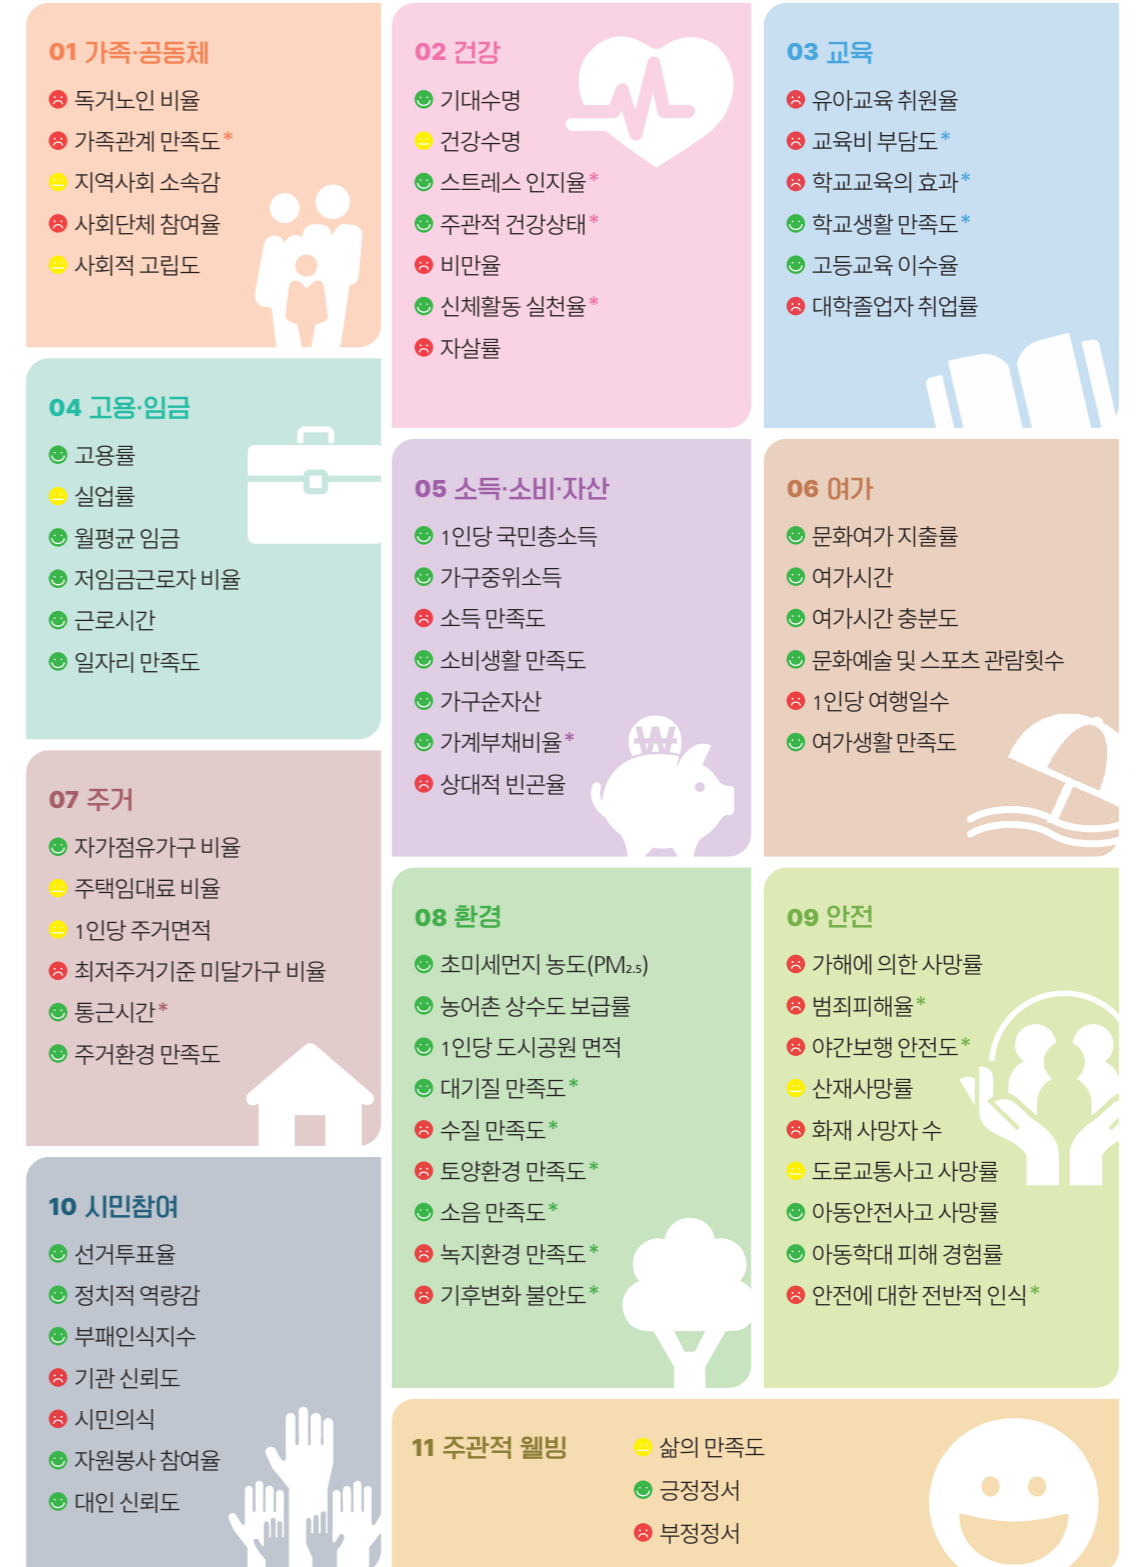 01 가족·공동체
독거노인 비율
가족관계 만족도*
지역사회 소속감
사회단체 참여율
사회적 고립도
02 건강
기대수명
건강수명
스트레스 인지율*
주관적 건강상태*
비만율
신체활동 실천율*
자살률
03 교육
유아교육 취원율
교육비 부담도*
학교교육의 효과*
학교생활 만족도*
고등교육 이수율
대학졸업자 취업률
04 고용·임금
고용률
실업률
월평균 임금
저임금근로자 비율
근로시간
일자리 만족도
05 소득·소비·자산
1인당 국민총소득
가구중위소득
소득 만족도
소비생활 만족도
가구순자산
가계부채비율*
상대적 빈곤율
₩
06 여가
문화여가 지출률
여가시간
여가시간 충분도
문화예술 및 스포츠 관람횟수
1인당 여행일수
여가생활 만족도
07 주거
자가점유가구 비율
주택임대료 비율
1인당 주거면적
최저주거기준 미달가구 비율
통근시간*
주거환경 만족도
08 환경
초미세먼지 농도(PM2.5)
농어촌 상수도 보급률
1인당 도시공원 면적
대기질 만족도*
수질 만족도*
토양환경 만족도*
소음 만족도*
녹지환경 만족도*
기후변화 불안도*
09 안전
가해에 의한 사망률
범죄피해율*
야간보행 안전도*
산재사망률
화재 사망자 수
도로교통사고 사망률
아동안전사고 사망률
아동학대 피해 경험률
안전에 대한 전반적 인식*
10 시민참여
선거투표율
정치적 역량감
부패인식지수
기관 신뢰도
시민의식
자원봉사 참여율
대인 신뢰도
11 주관적 웰빙
삶의 만족도
긍정정서
부정정서